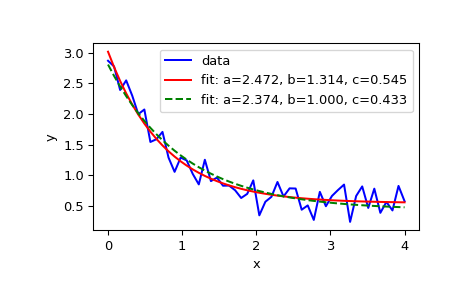 3.0
2.5
2.0
1.5
1.0
0.5
y
data
fit: a=2.472, b=1.314, c=0.545
fit: a=2.374, b=1.000, c=0.433
0 1 2 3 4
x